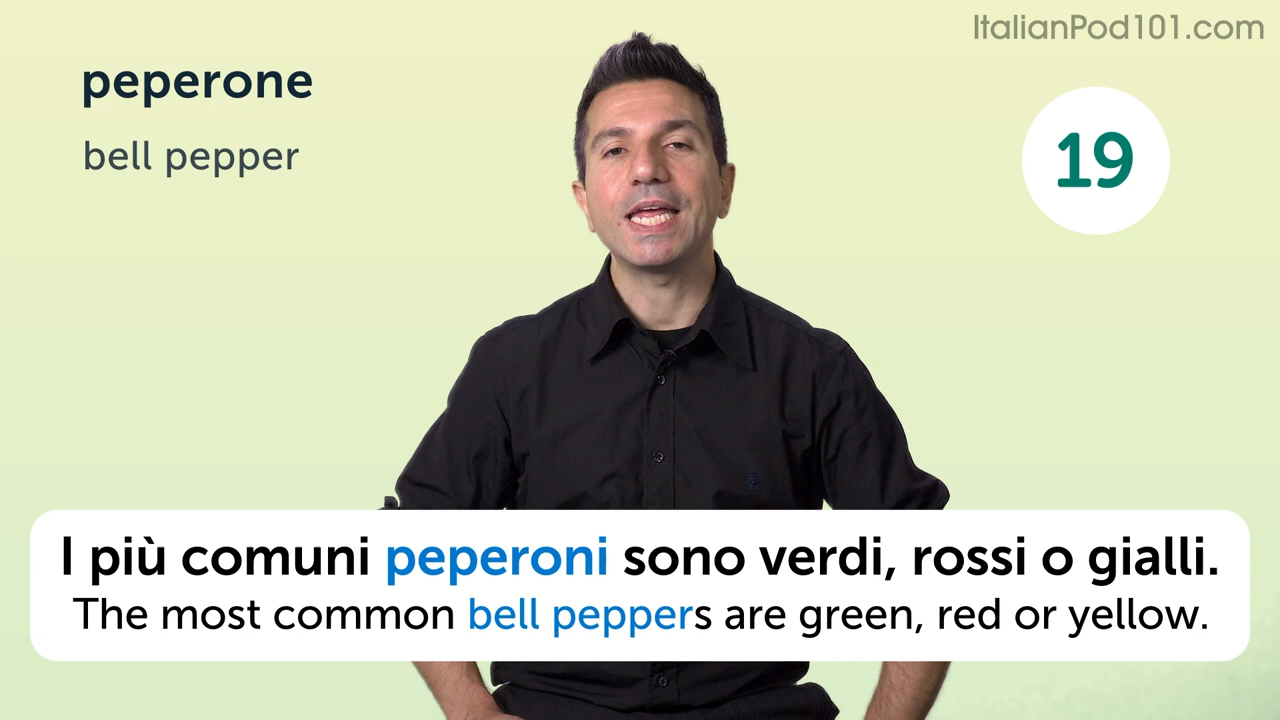 ItalianPod101.com
peperone
bell pepper
19
I più comuni peperoni sono verdi, rossi o gialli.
The most common bell peppers are green, red or yellow.